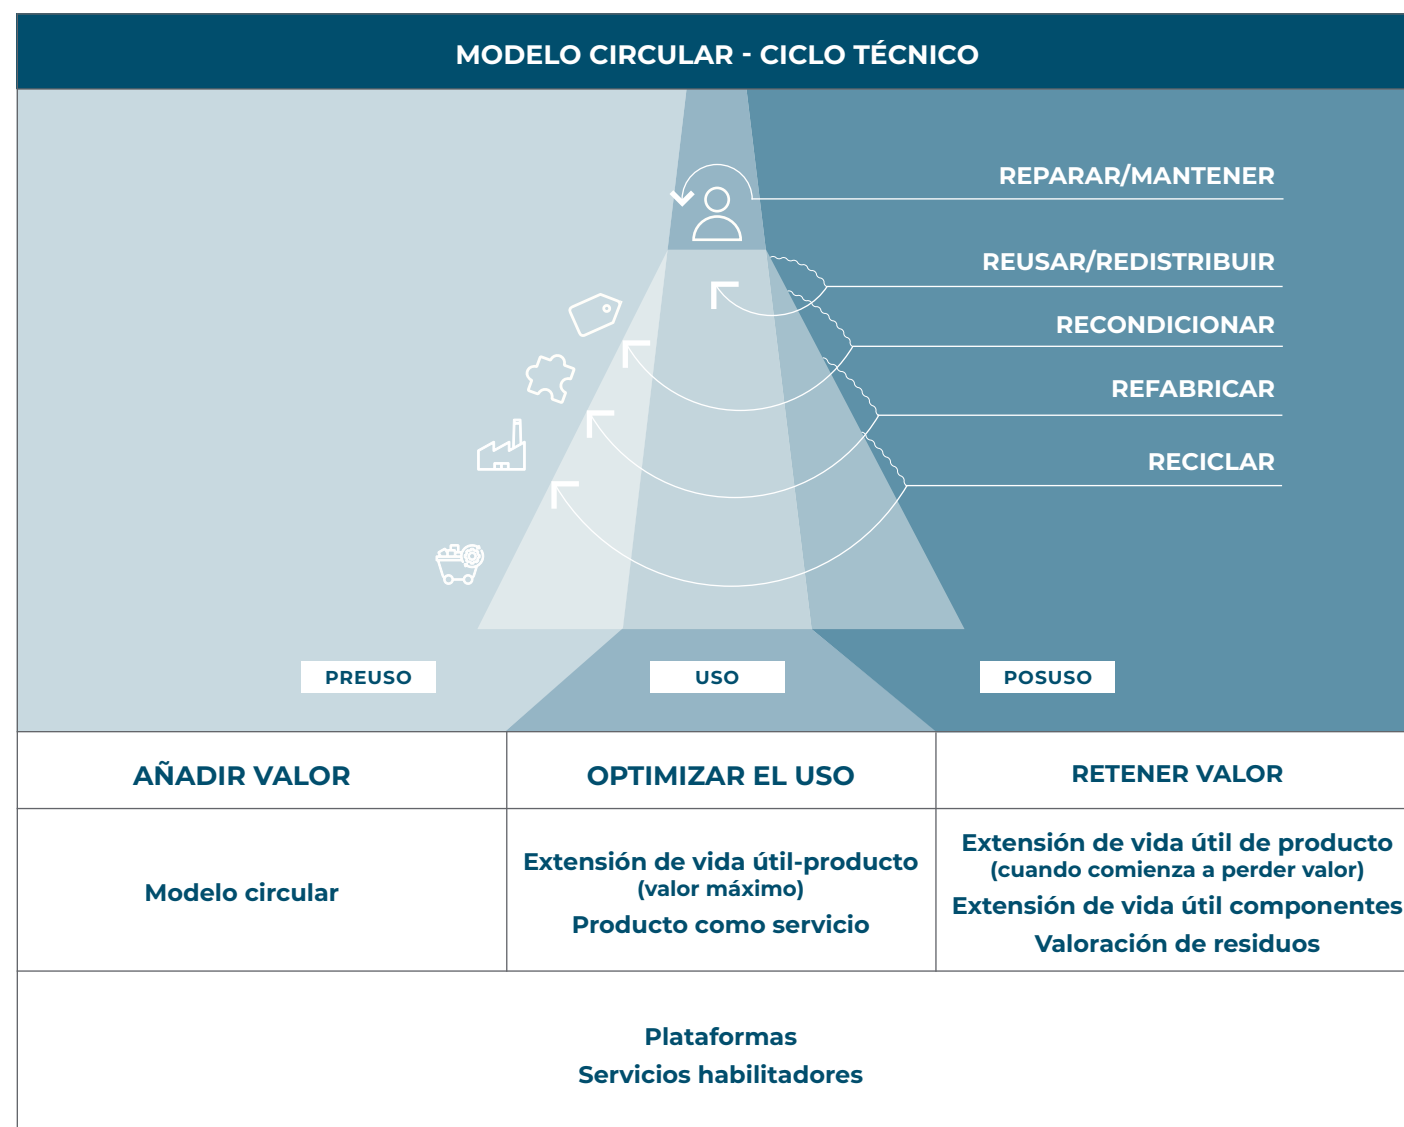 MODELO CIRCULAR - CICLO TÉCNICO
REPARAR/MANTENER
REUSAR/REDISTRIBUIR
RECONDICIONAR
REFABRICAR
RECICLAR
PREUSO
USO
POSUSO
AÑADIR VALOR
OPTIMIZAR EL USO
RETENER VALOR
Modelo circular
Extensión de vida útil-producto
(valor máximo)
Producto como servicio
Extensión de vida útil de producto
(cuando comienza a perder valor)
Extensión de vida útil componentes
Valoración de residuos
Plataformas
Servicios habilitadores